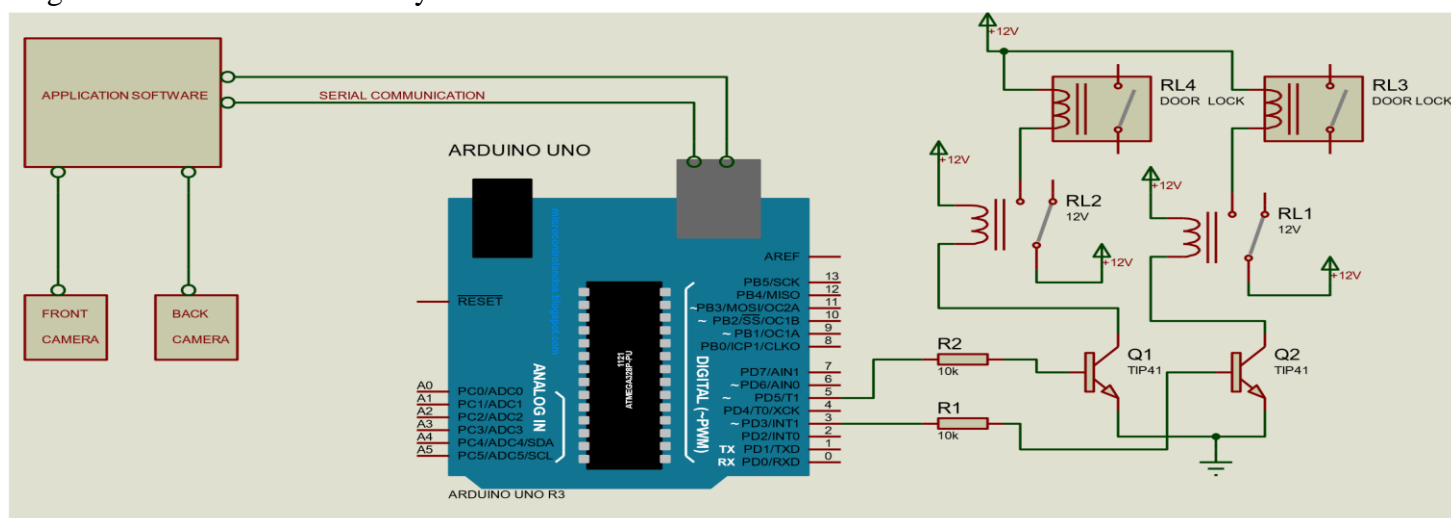 +12V
RL4
DOOR LOCK
RL3
DOOR LOCK
APPLICATION SOFTWARE
SERIAL COMMUNICATION
ARDUINO UNO
+12V
+12V
RL2
12V
RL1
12V
+12V
+12V
FRONT
CAMERA
BACK
CAMERA
RESET
AREF
PB5/SCK 13
PB4/MISO 12
~PB3/MOSI/OC2A 11
~ PB2/SS/OC1B 10
~ PB1/OC1A 9
PB0/ICP1/CLKO 8
PD7/AIN1 7
~PD6/AIN0 6
~ PD5/T1 5
PD4/T0/XCK 4
~PD3/INT1 3
PD2/INT0 2
TX PD1/TXD 1
RX PD0/RXD 0
A0 PC0/ADC0
A1 PC1/ADC1
A2 PC2/ADC2
A3 PC3/ADC3
A4 PC4/ADC4/SDA
A5 PC5/ADC5/SCL
ANALOG IN
1121
ATMEGA328P-PU
DIGITAL (~PWM)
R2
10k
R1
10k
Q1
TIP41
Q2
TIP41
ARDUINO UNO R3